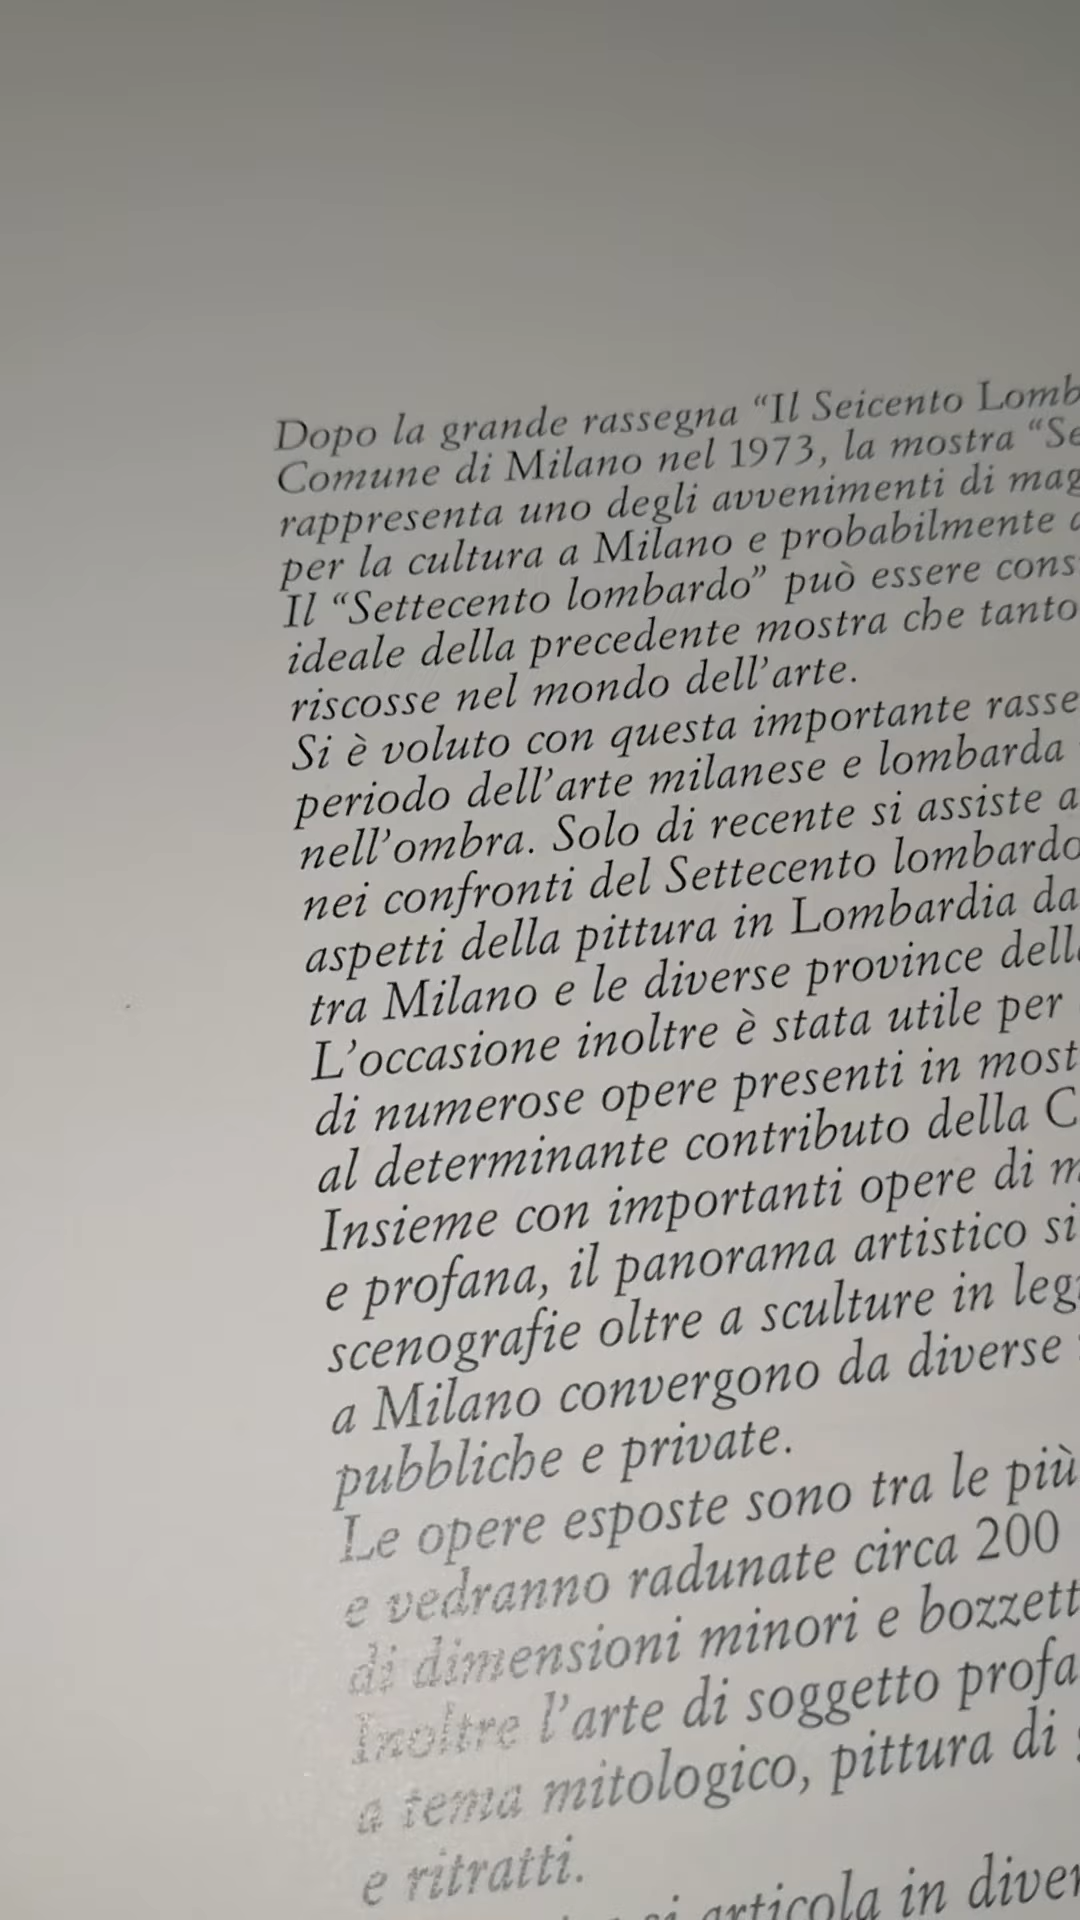 Dopo la grande rassegna “Il Seicento Lomb
Comune di Milano nel 1973, la mostra “Se
rappresenta uno degli avvenimenti di mag
per la cultura a Milano e probabilmente a
Il “Settecento lombardo” può essere cons
ideale della precedente mostra che tanto
riscosse nel mondo dell’arte.
Si è voluto con questa importante rasse
periodo dell’arte milanese e lombarda
nell’ombra. Solo di recente si assiste a
nei confronti del Settecento lombardo
aspetti della pittura in Lombardia da
tra Milano e le diverse province dell
L’occasione inoltre è stata utile per
di numerose opere presenti in most
al determinante contributo della C
Insieme con importanti opere di m
e profana, il panorama artistico si
scenografie oltre a sculture in leg
a Milano convergono da diverse
pubbliche e private.
Le opere esposte sono tra le più
e vedranno radunate circa 200
di dimensioni minori e bozzett
Inoltre l’arte di soggetto profa
a tema mitologico, pittura di
e ritratti.
si articola in diver